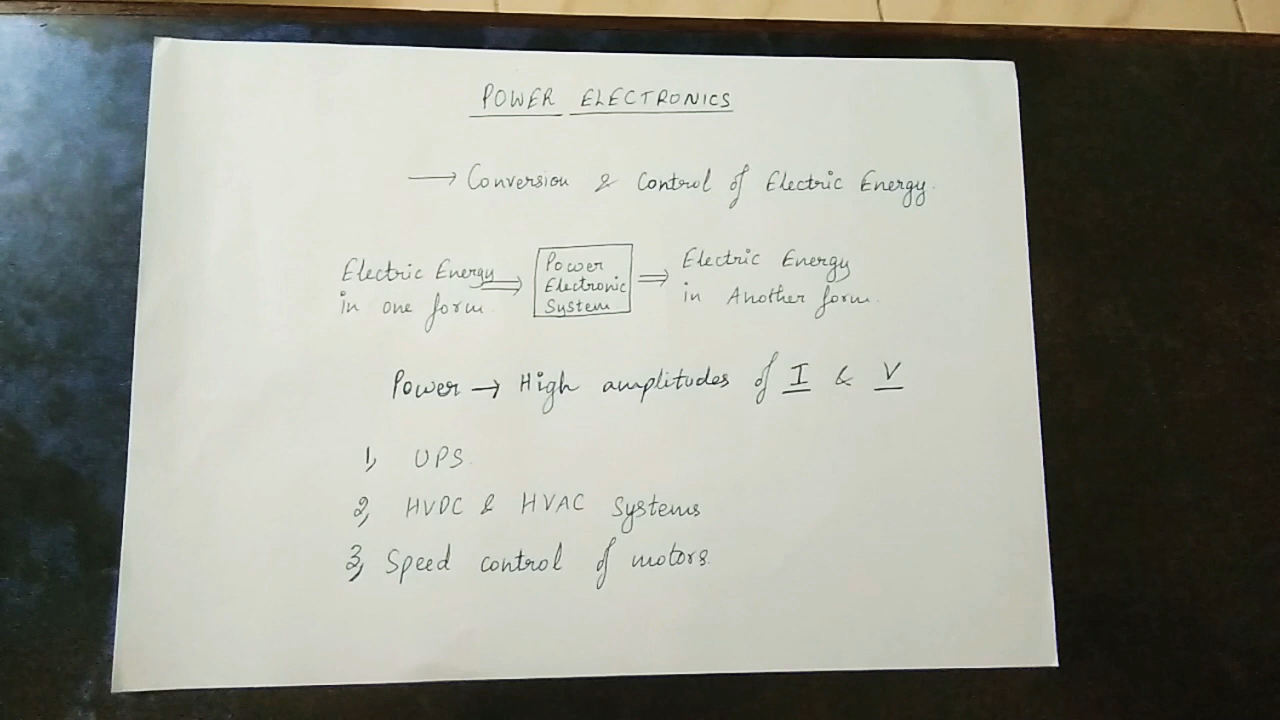 POWER ELECTRONICS
→ Conversion & Control of Electric Energy.
Electric Energy
in one form.
⇒
Power
Electronic
System
⇒
Electric Energy
in Another form.
Power → High amplitudes of I & V
1, UPS.
2, HVDC & HVAC Systems
3, Speed control of motors.